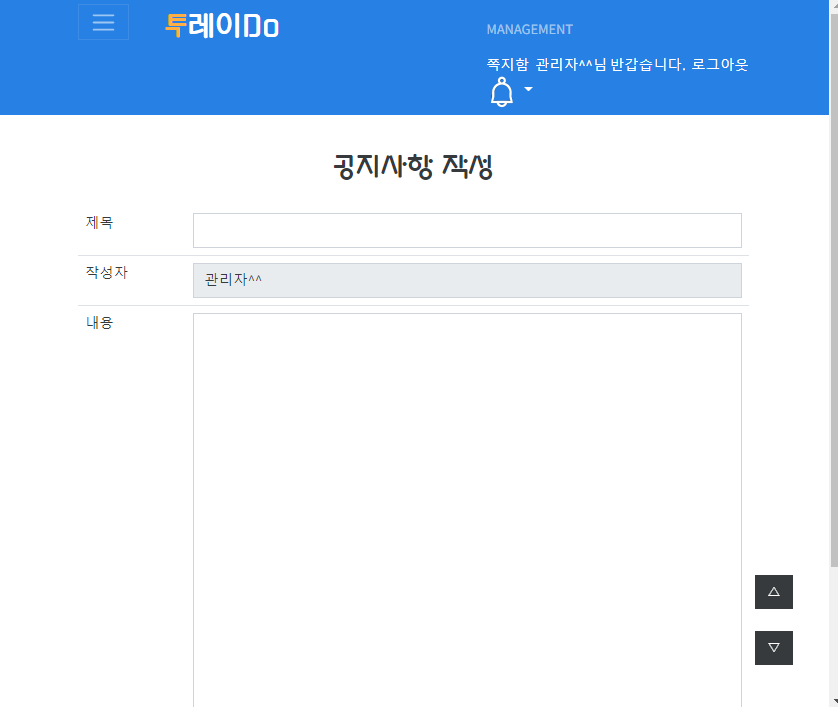 투레이Do
MANAGEMENT
쪽지함 관리자^^님 반갑습니다. 로그아웃
공지사항 작성
제목
작성자
관리자^^
내용